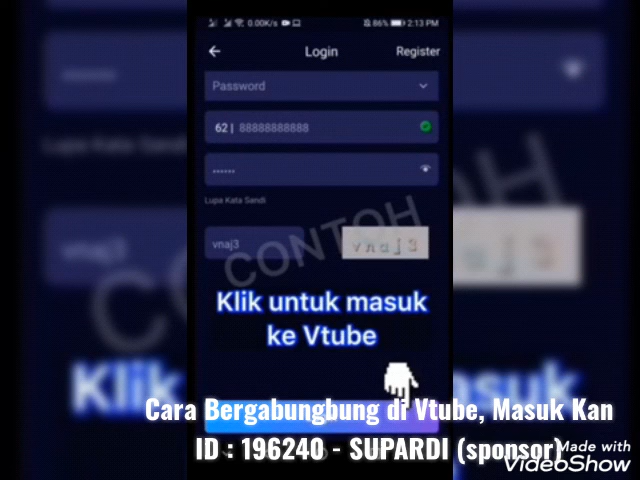 0.00K/s 86% 2:13 PM
Login Register
Password
62 | 88888888888
Lupa Kata Sandi
vnaj3 vnaj3
CONTOH
Klik untuk masuk
ke Vtube
Cara Bergabungbung di Vtube, Masuk Kan
ID : 196240 - SUPARDI (sponsor)
Made with
VideoShow